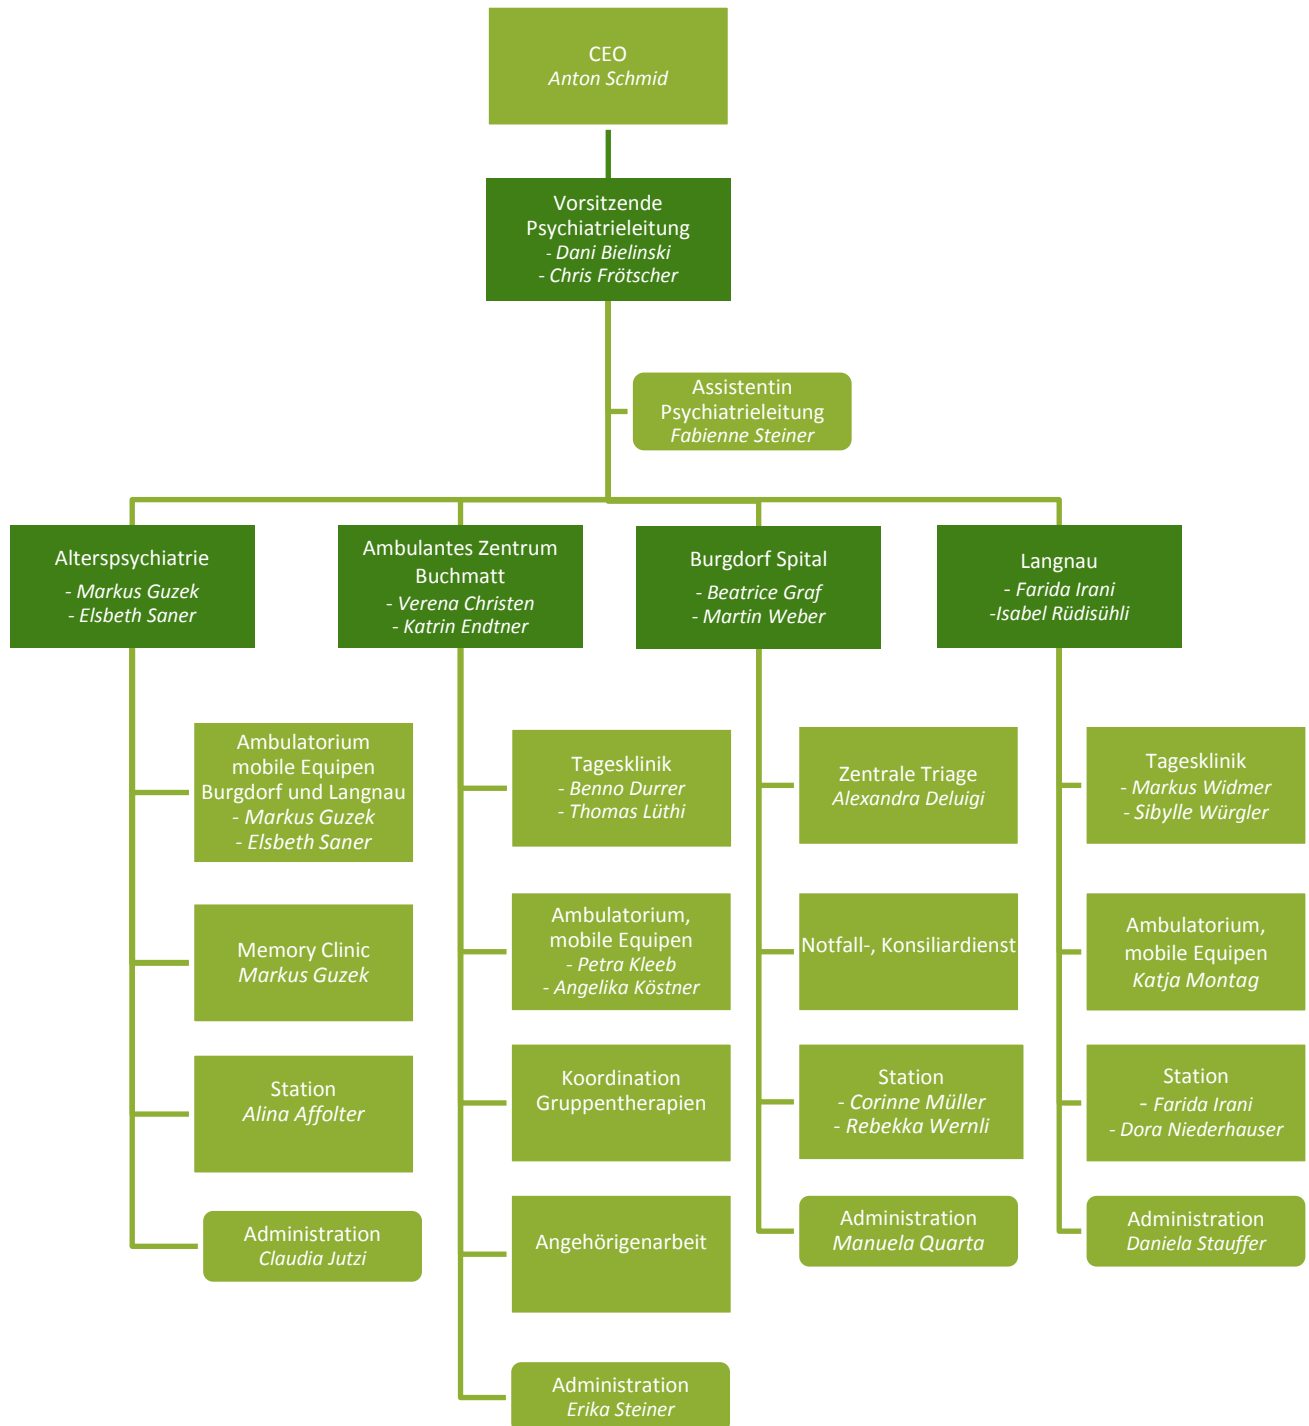 CEO
Anton Schmid
Vorsitzende
Psychiatrieleitung
- Dani Bielinski
- Chris Frötscher
Assistentin
Psychiatrieleitung
Fabienne Steiner
Alterspsychiatrie
- Markus Guzek
- Elsbeth Saner
Ambulatorium
mobile Equipen
Burgdorf und Langnau
- Markus Guzek
- Elsbeth Saner
Memory Clinic
Markus Guzek
Station
Alina Affolter
Administration
Claudia Jutzi
Ambulantes Zentrum
Buchmatt
- Verena Christen
- Katrin Endtner
Tagesklinik
- Benno Durrer
- Thomas Lüthi
Ambulatorium,
mobile Equipen
- Petra Kleeb
- Angelika Köstner
Koordination
Gruppentherapien
Angehörigenarbeit
Administration
Erika Steiner
Burgdorf Spital
- Beatrice Graf
- Martin Weber
Zentrale Triage
Alexandra Deluigi
Notfall-, Konsiliardienst
Station
- Corinne Müller
- Rebekka Wernli
Administration
Manuela Quarta
Langnau
- Farida Irani
-Isabel Rüdisühli
Tagesklinik
- Markus Widmer
- Sibylle Würgler
Ambulatorium,
mobile Equipen
Katja Montag
Station
- Farida Irani
- Dora Niederhauser
Administration
Daniela Stauffer